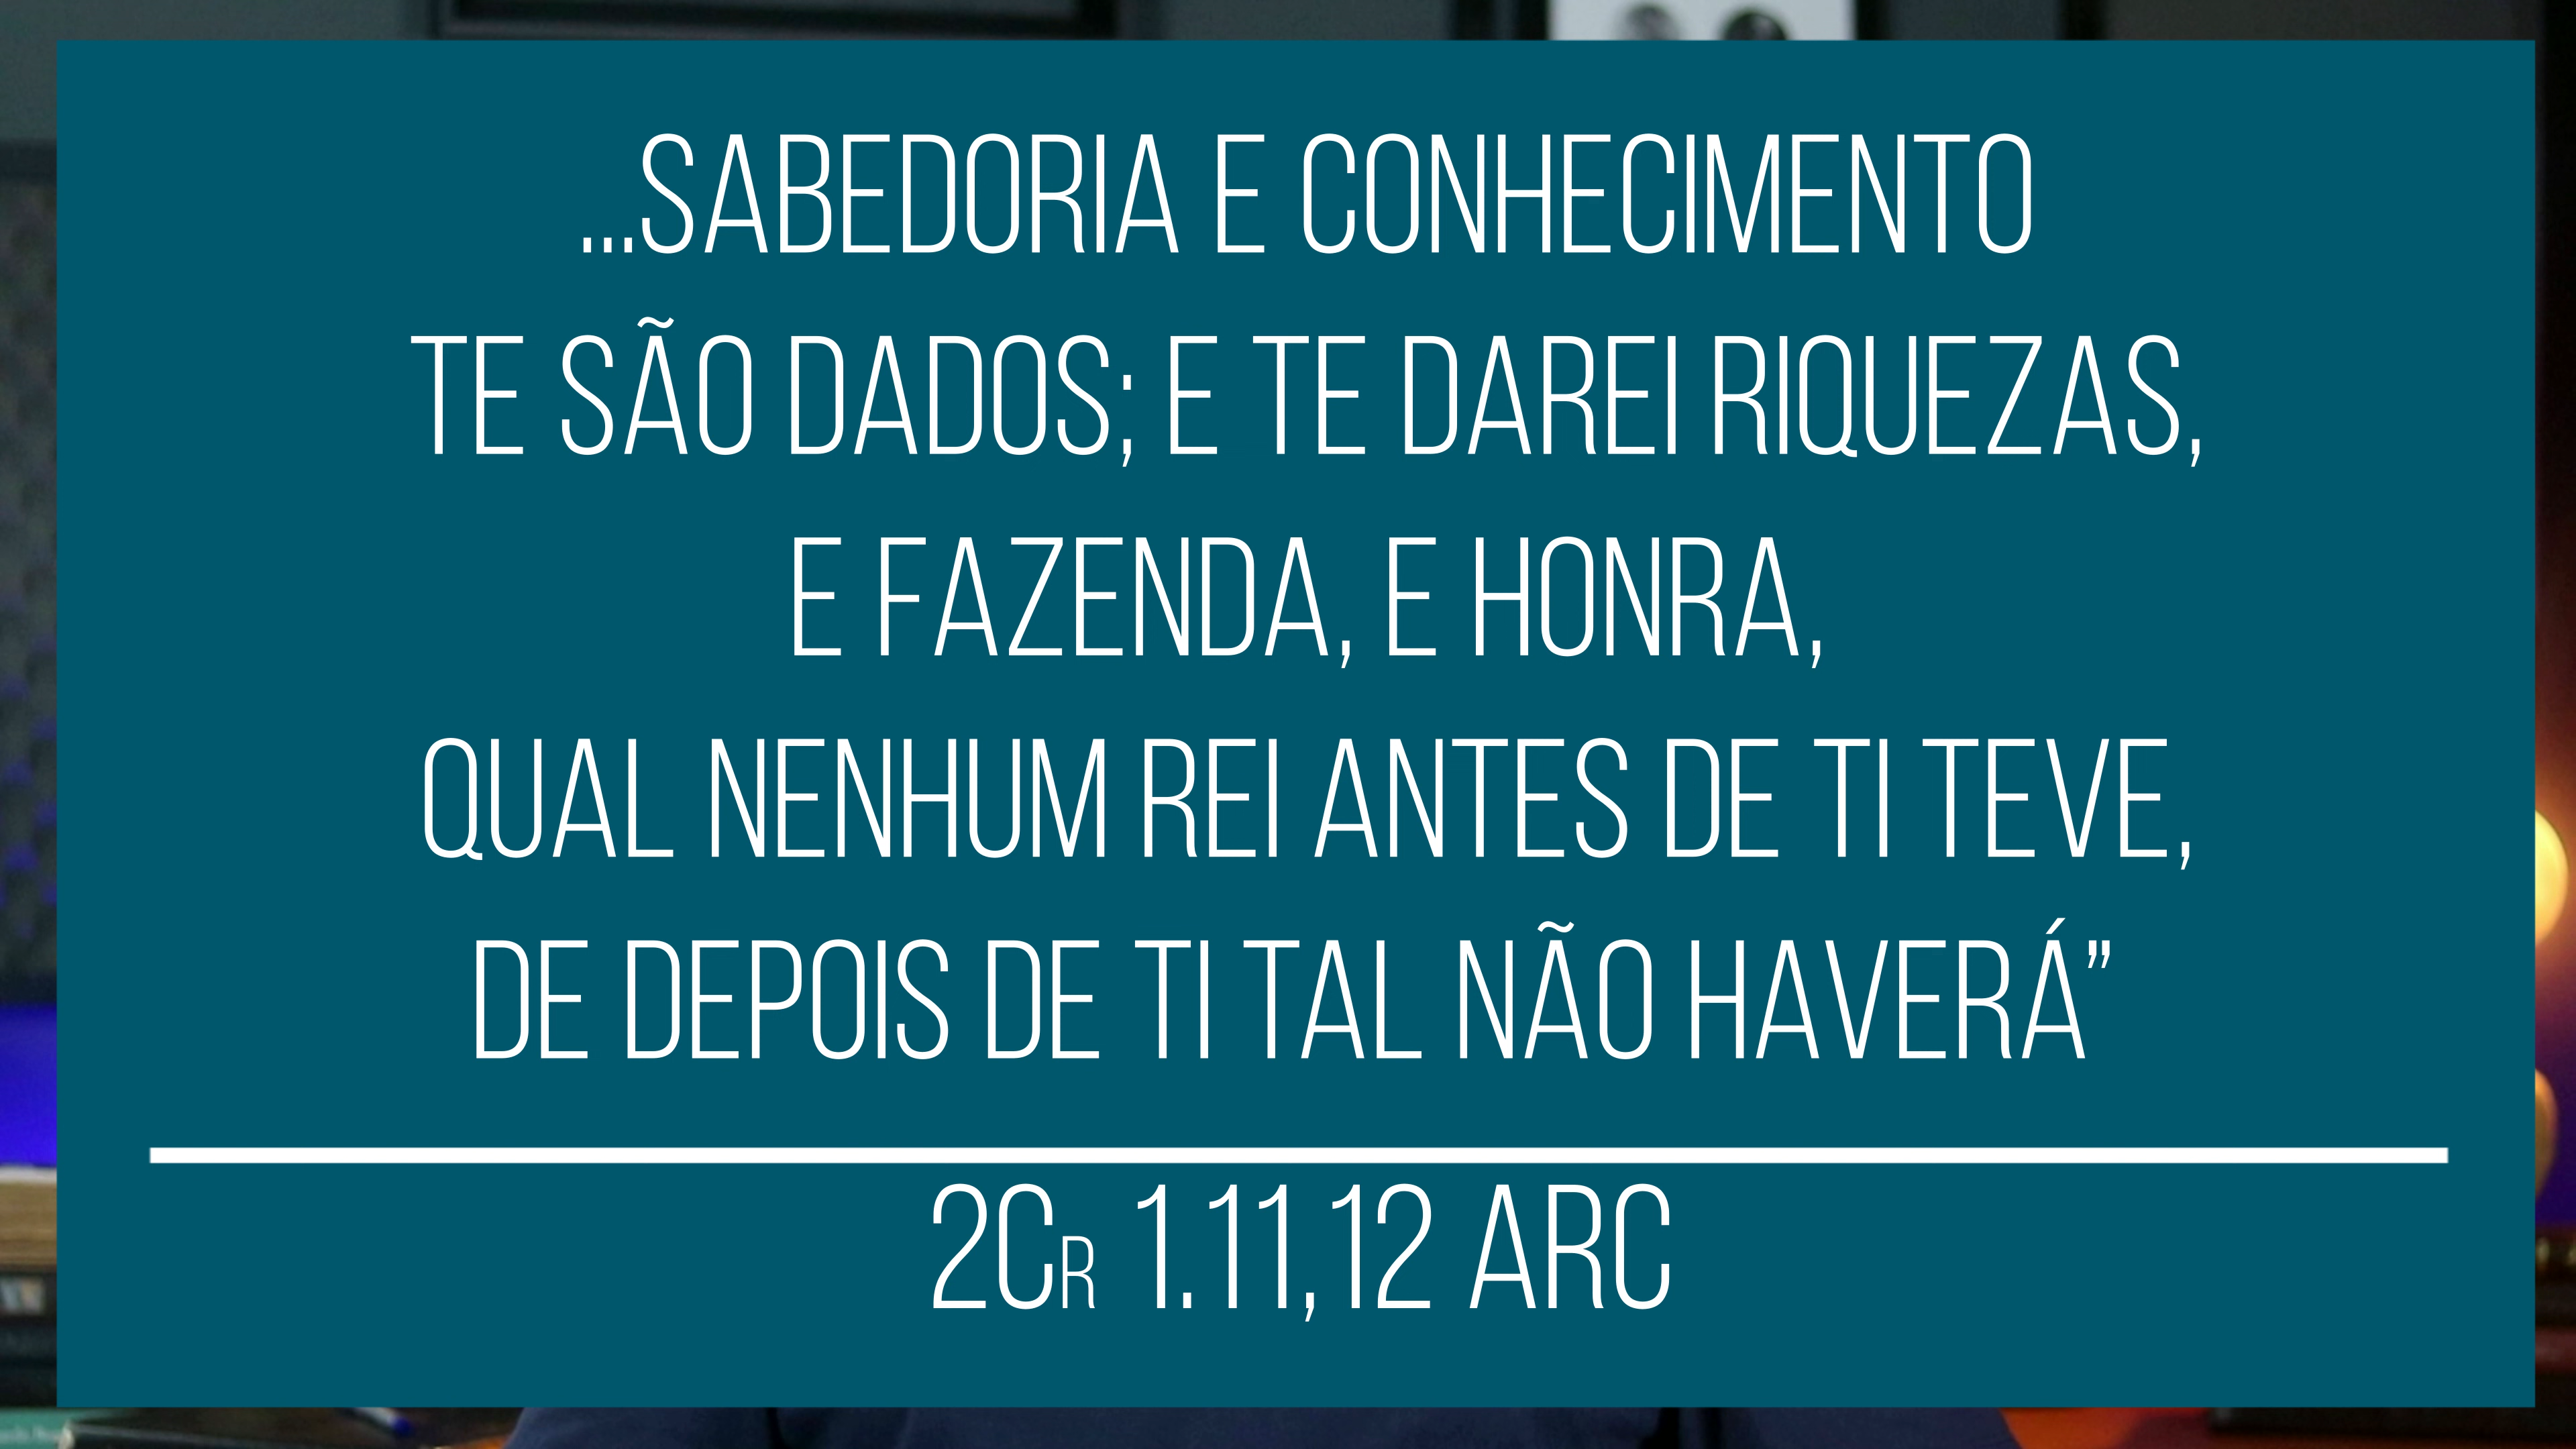 ...SABEDORIA E CONHECIMENTO
TE SÃO DADOS; E TE DAREI RIQUEZAS,
E FAZENDA, E HONRA,
QUAL NENHUM REI ANTES DE TI TEVE,
DE DEPOIS DE TI TAL NÃO HAVERÁ”
2CR 1.11,12 ARC